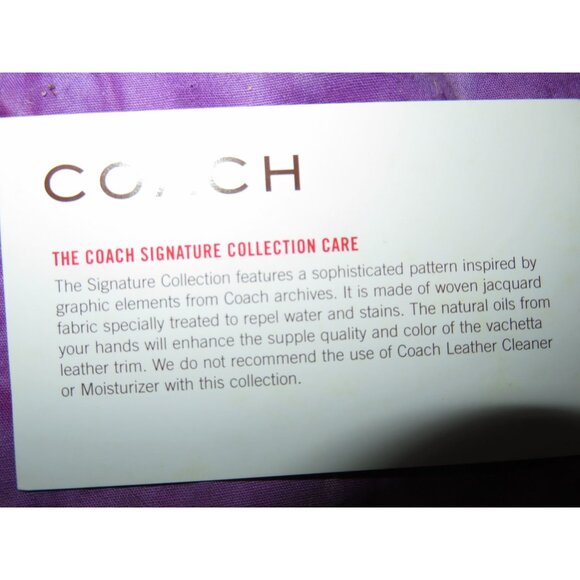 COACH
THE COACH SIGNATURE COLLECTION CARE
The Signature Collection features a sophisticated pattern inspired by
graphic elements from Coach archives. It is made of woven jacquard
fabric specially treated to repel water and stains. The natural oils from
your hands will enhance the supple quality and color of the vachetta
leather trim. We do not recommend the use of Coach Leather Cleaner
or Moisturizer with this collection.